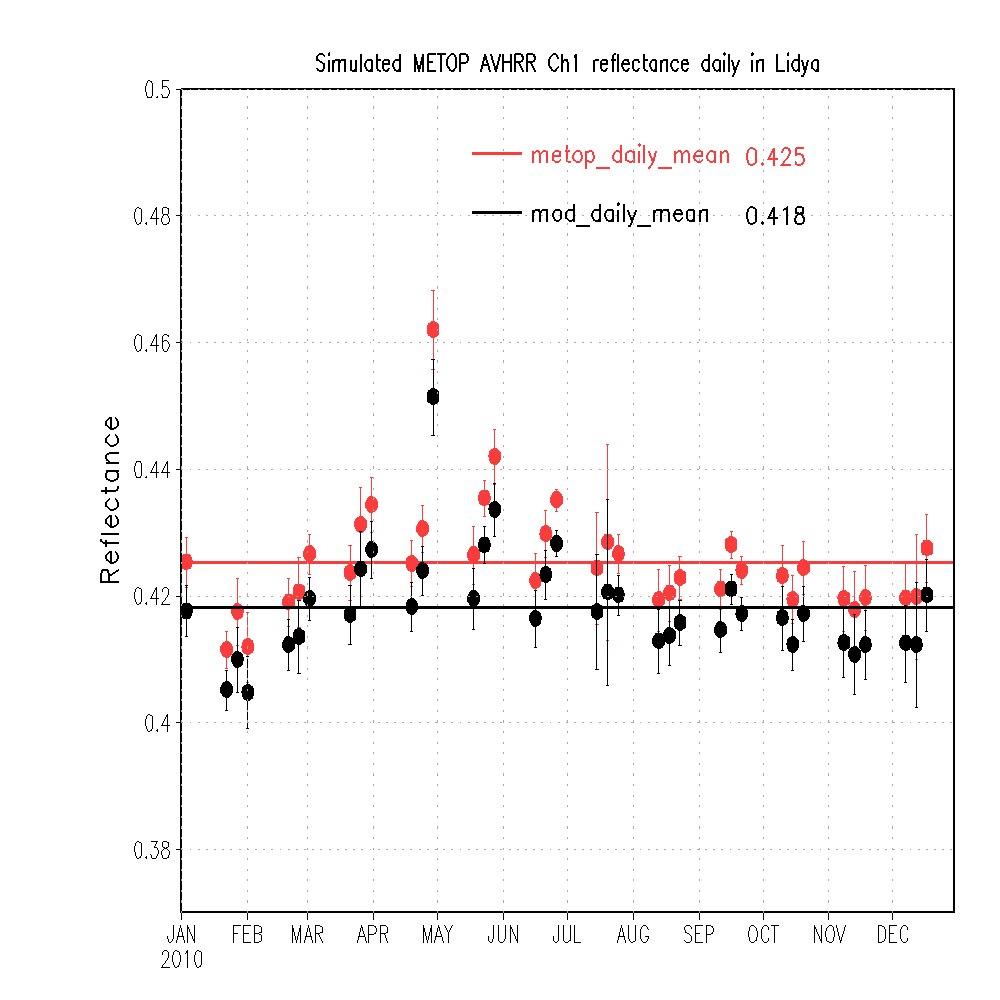 Simulated METOP AVHRR Ch1 reflectance daily in Lidya
0.5
metop_daily_mean 0.425
0.48
mod_daily_mean 0.418
0.46
0.44
Reflectance
0.42
0.4
0.38
JAN FEB MAR APR MAY JUN JUL AUG SEP OCT NOV DEC
2010